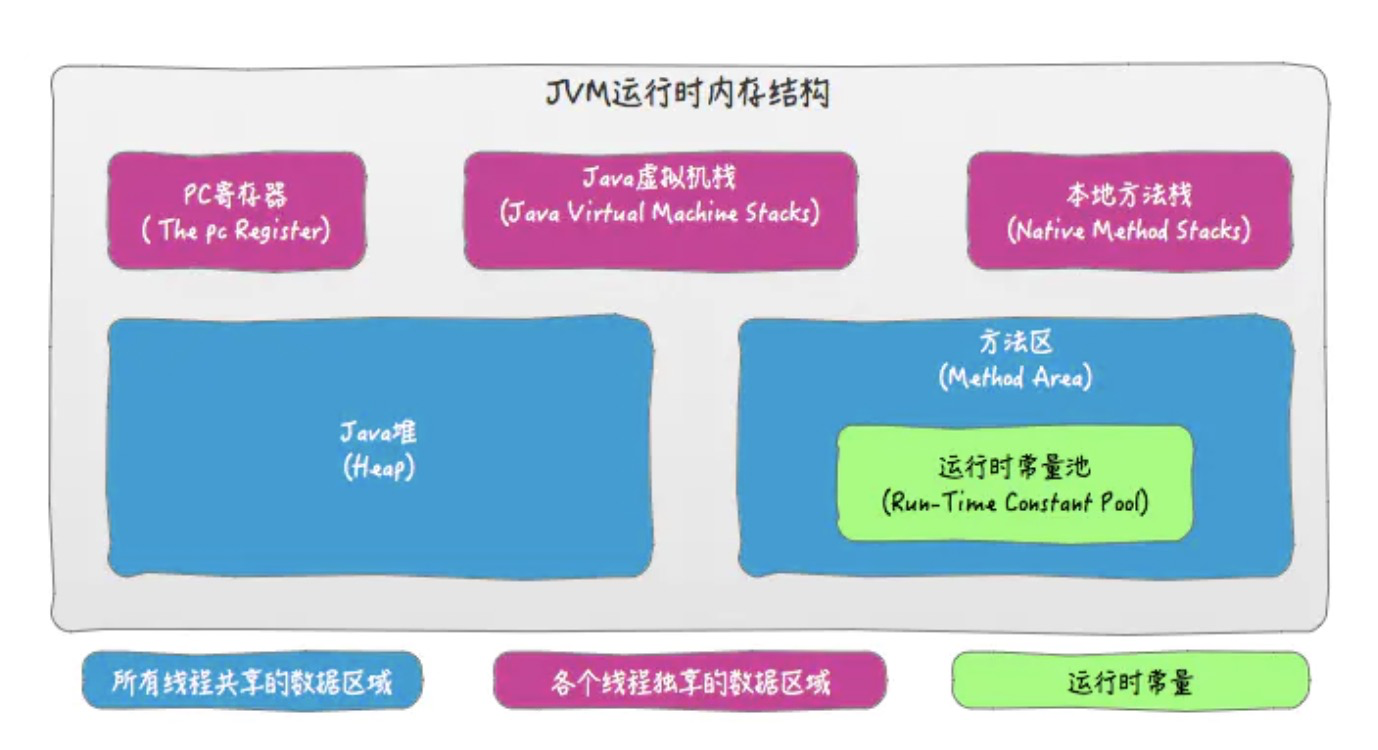 JVM运行时内存结构
PC寄存器
( The pc Register)
Java虚拟机栈
(Java Virtual Machine Stacks)
本地方法栈
(Native Method Stacks)
Java堆
(Heap)
方法区
(Method Area)
运行时常量池
(Run-Time Constant Pool)
所有线程共享的数据区域
各个线程独享的数据区域
运行时常量